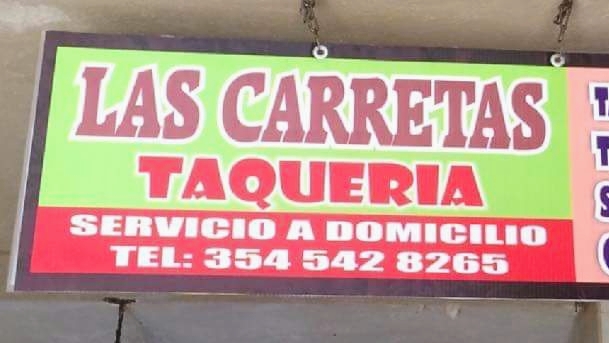 LAS CARRETAS
TAQUERIA
SERVICIO A DOMICILIO
TEL: 354 542 8265